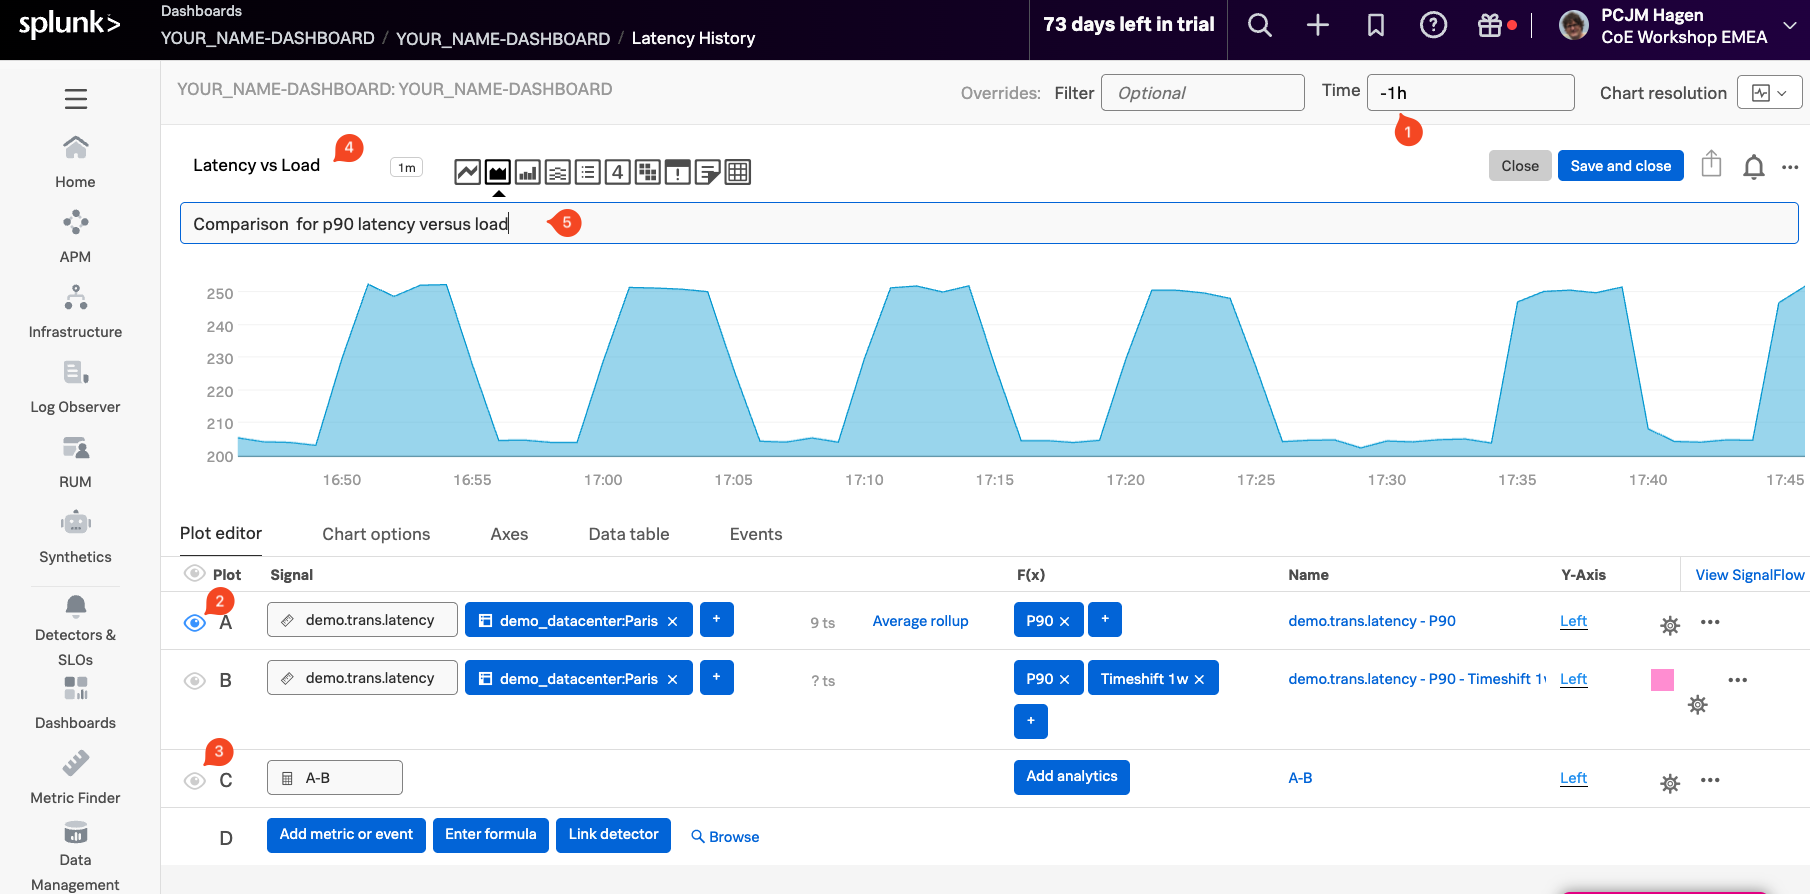 splunk>
Dashboards
YOUR_NAME-DASHBOARD / YOUR_NAME-DASHBOARD / Latency History
73 days left in trial
PCJM Hagen
CoE Workshop EMEA
YOUR_NAME-DASHBOARD: YOUR_NAME-DASHBOARD
Overrides: Filter Optional Time -1h Chart resolution
1
Home
APM
Infrastructure
Log Observer
RUM
Synthetics
Detectors &
SLOs
Dashboards
Metric Finder
Data
Management
Latency vs Load 4 1m 4 ! Close Save and close
Comparison  for p90 latency versus load 5
250
240
230
220
210
200
16:50 16:55 17:00 17:05 17:10 17:15 17:20 17:25 17:30 17:35 17:40 17:45
Plot editor Chart options Axes Data table Events
Plot Signal F(x) Name Y-Axis View SignalFlow
2
A demo.trans.latency demo_datacenter:Paris × + 9 ts Average rollup P90 × + demo.trans.latency - P90 Left
B demo.trans.latency demo_datacenter:Paris × + ? ts P90 × Timeshift 1w × demo.trans.latency - P90 - Timeshift 1 Left
+
3
C A-B Add analytics A-B Left
D Add metric or event Enter formula Link detector Browse